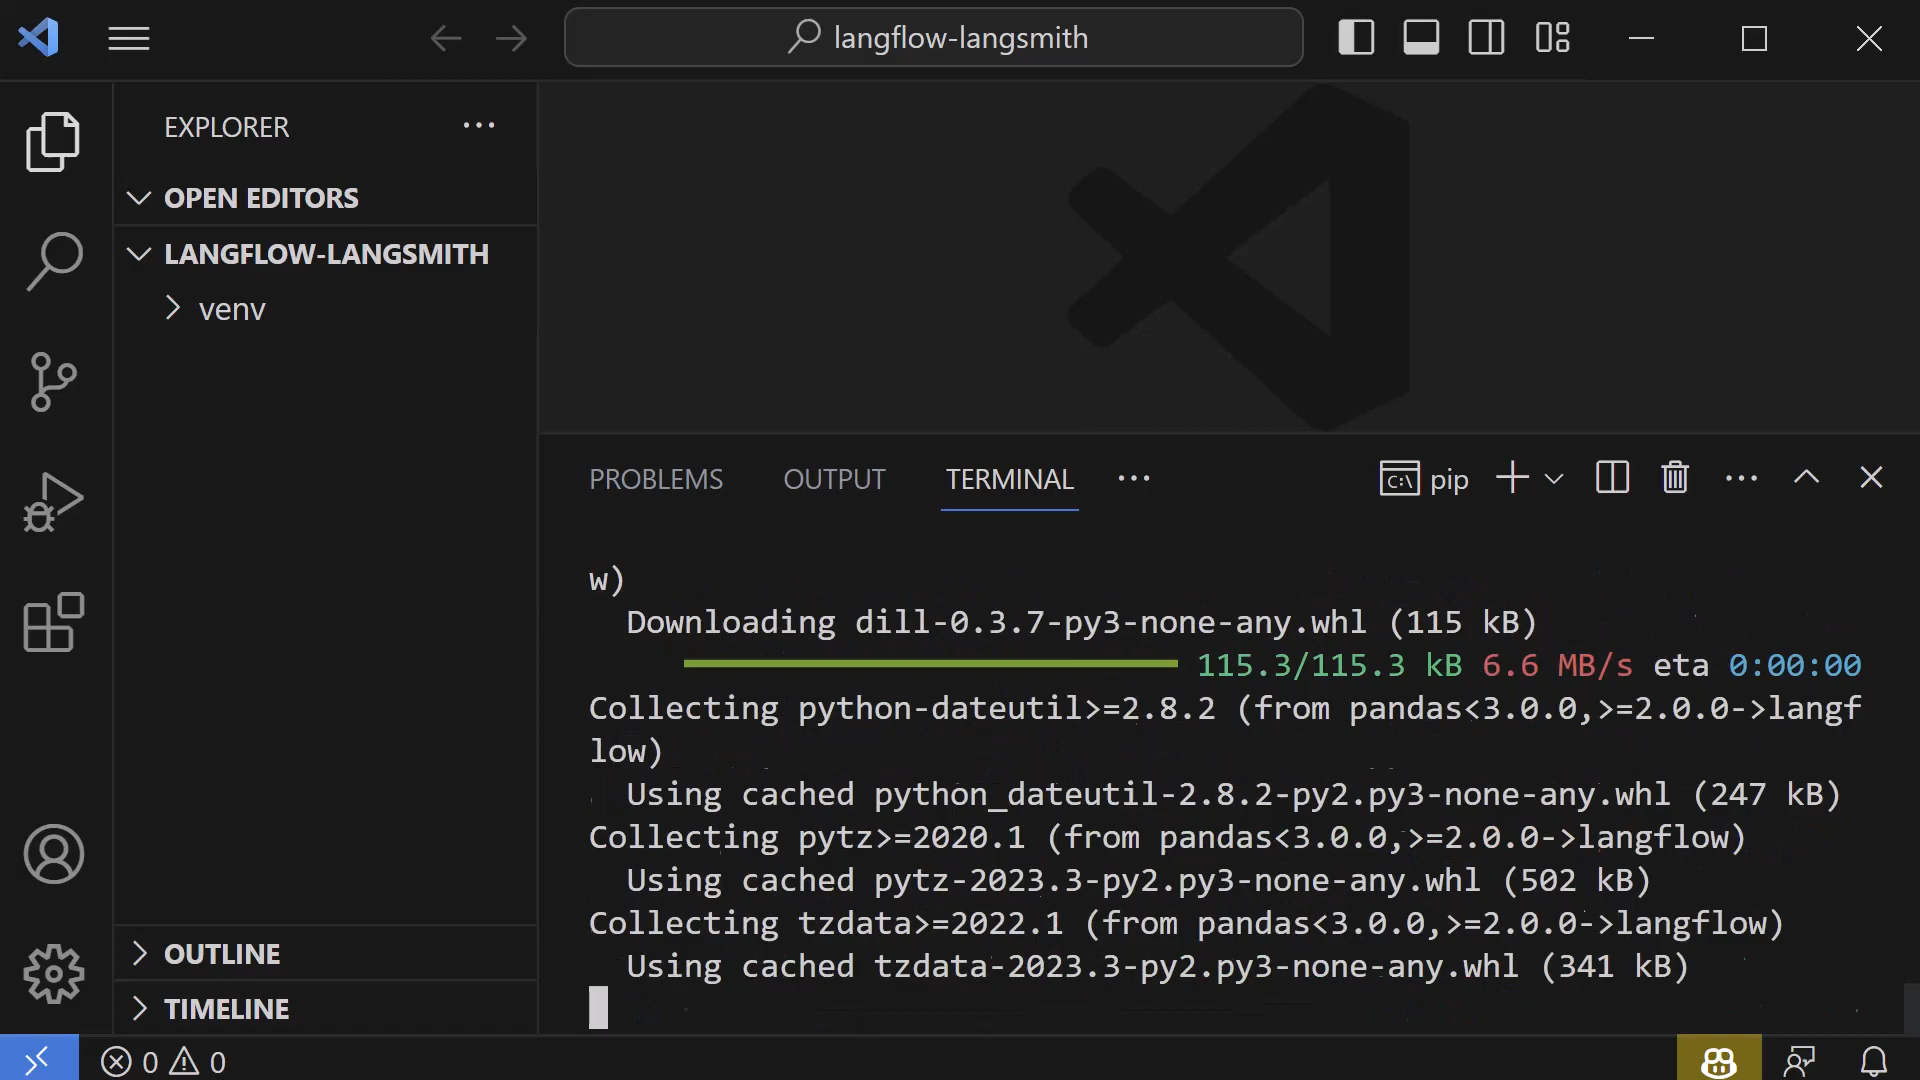 langflow-langsmith
EXPLORER
OPEN EDITORS
LANGFLOW-LANGSMITH
venv
OUTLINE
TIMELINE
PROBLEMS OUTPUT TERMINAL pip
w)
Downloading dill-0.3.7-py3-none-any.whl (115 kB)
115.3/115.3 kB 6.6 MB/s eta 0:00:00
Collecting python-dateutil>=2.8.2 (from pandas<3.0.0,>=2.0.0->langf
low)
Using cached python_dateutil-2.8.2-py2.py3-none-any.whl (247 kB)
Collecting pytz>=2020.1 (from pandas<3.0.0,>=2.0.0->langflow)
Using cached pytz-2023.3-py2.py3-none-any.whl (502 kB)
Collecting tzdata>=2022.1 (from pandas<3.0.0,>=2.0.0->langflow)
Using cached tzdata-2023.3-py2.py3-none-any.whl (341 kB)
0 0